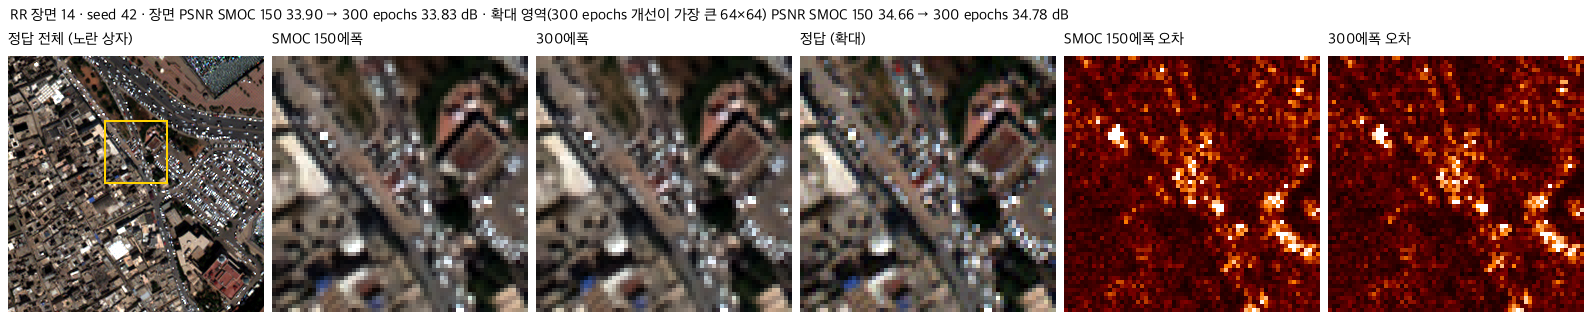 RR 장면 14 · seed 42 · 장면 PSNR SMOC 150 33.90 → 300 epochs 33.83 dB · 확대 영역(300 epochs 개선이 가장 큰 64×64) PSNR SMOC 150 34.66 → 300 epochs 34.78 dB
정답 전체 (노란 상자)
SMOC 150에폭
300에폭
정답 (확대)
SMOC 150에폭 오차
300에폭 오차